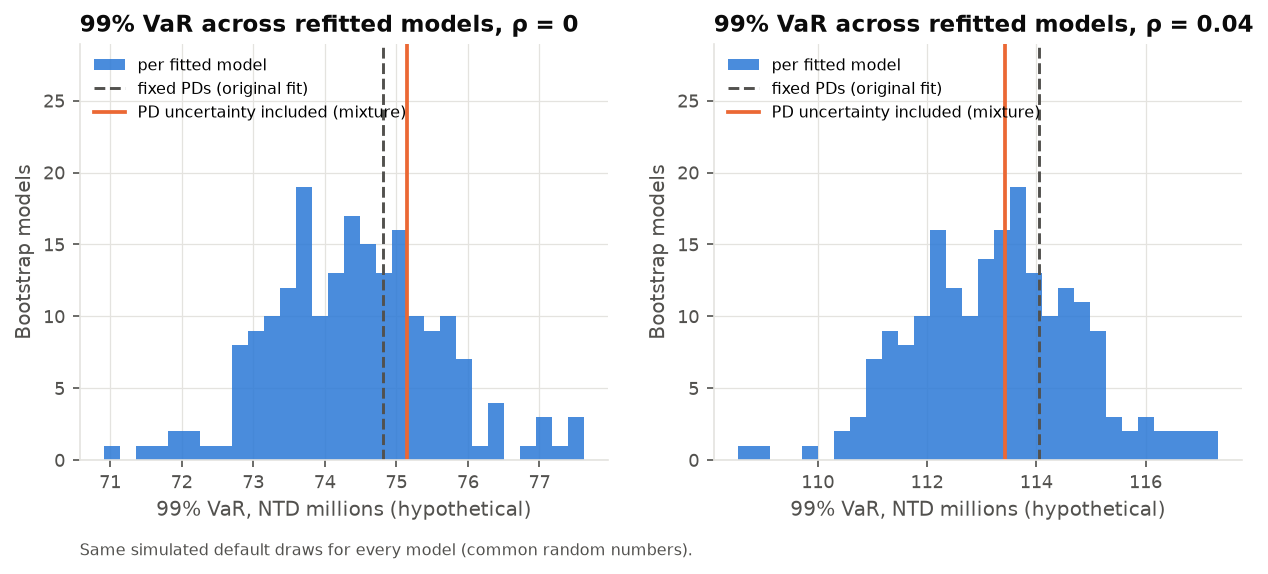 99% VaR across refitted models, ρ = 0
per fitted model
fixed PDs (original fit)
PD uncertainty included (mixture)
25
20
15
10
5
0
Bootstrap models
71 72 73 74 75 76 77
99% VaR, NTD millions (hypothetical)
99% VaR across refitted models, ρ = 0.04
per fitted model
fixed PDs (original fit)
PD uncertainty included (mixture)
25
20
15
10
5
0
Bootstrap models
110 112 114 116
99% VaR, NTD millions (hypothetical)
Same simulated default draws for every model (common random numbers).